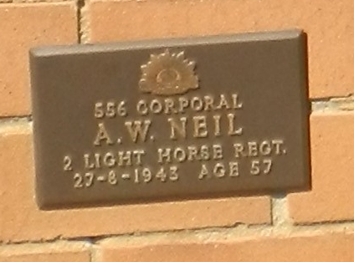 556 CORPORAL
A.W. NEIL
2 LIGHT HORSE REGT.
27-8-1943 AGE 57